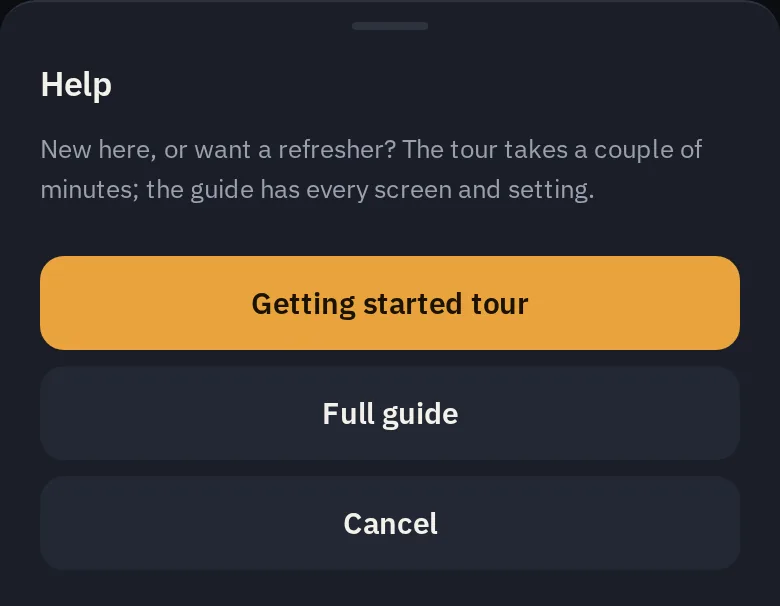 Help
New here, or want a refresher? The tour takes a couple of
minutes; the guide has every screen and setting.
Getting started tour
Full guide
Cancel